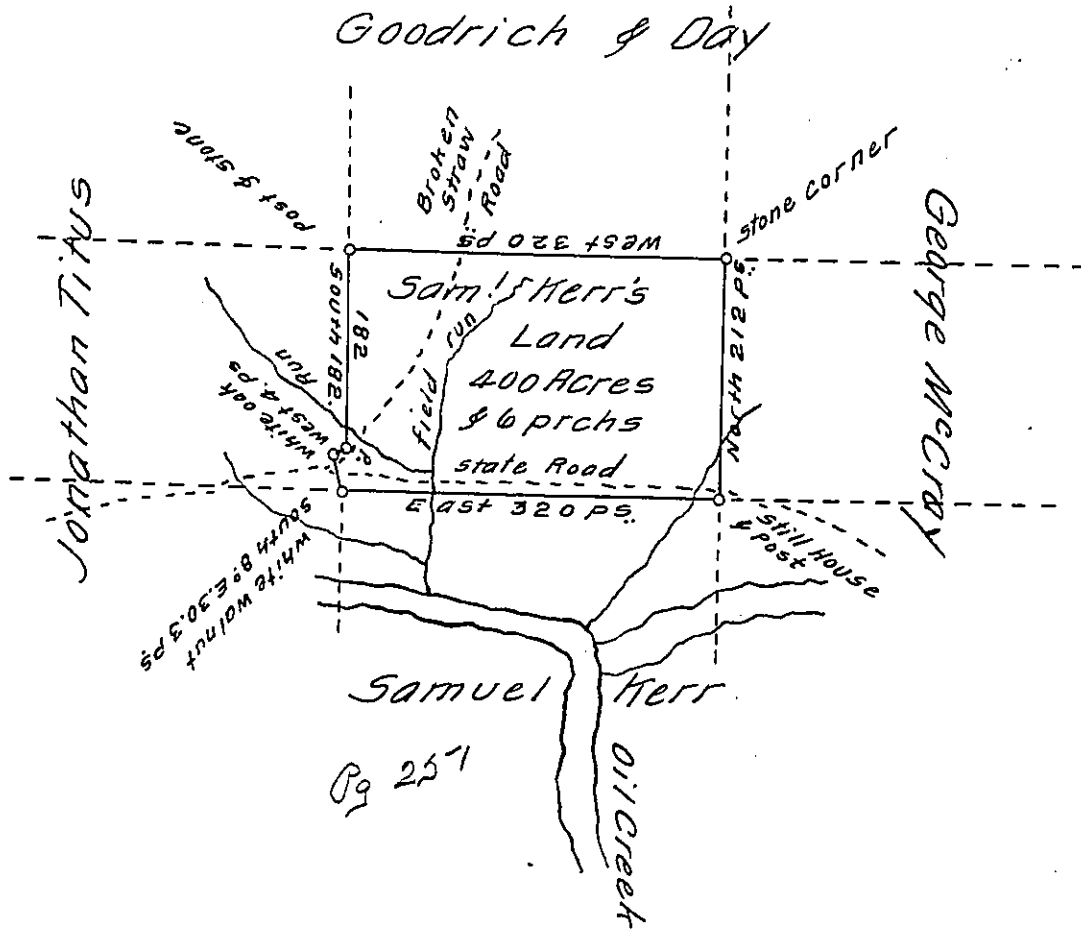 Goodrich & Day
Broken
Straw
Road
post & stone
stone corner
Jonathan Titus
George McCray
West 320 ps
South 182.
182
North 212 Ps.
Sam!s Kerr's
Land
400 Acres
& 6 prchs
field run
Run
white oak
West 4. ps
state Road
East 320 PS.
Still House
& post
white walnut
South 8° E. 30.3 ps
Samuel Kerr
Oil Creek
Pg 257